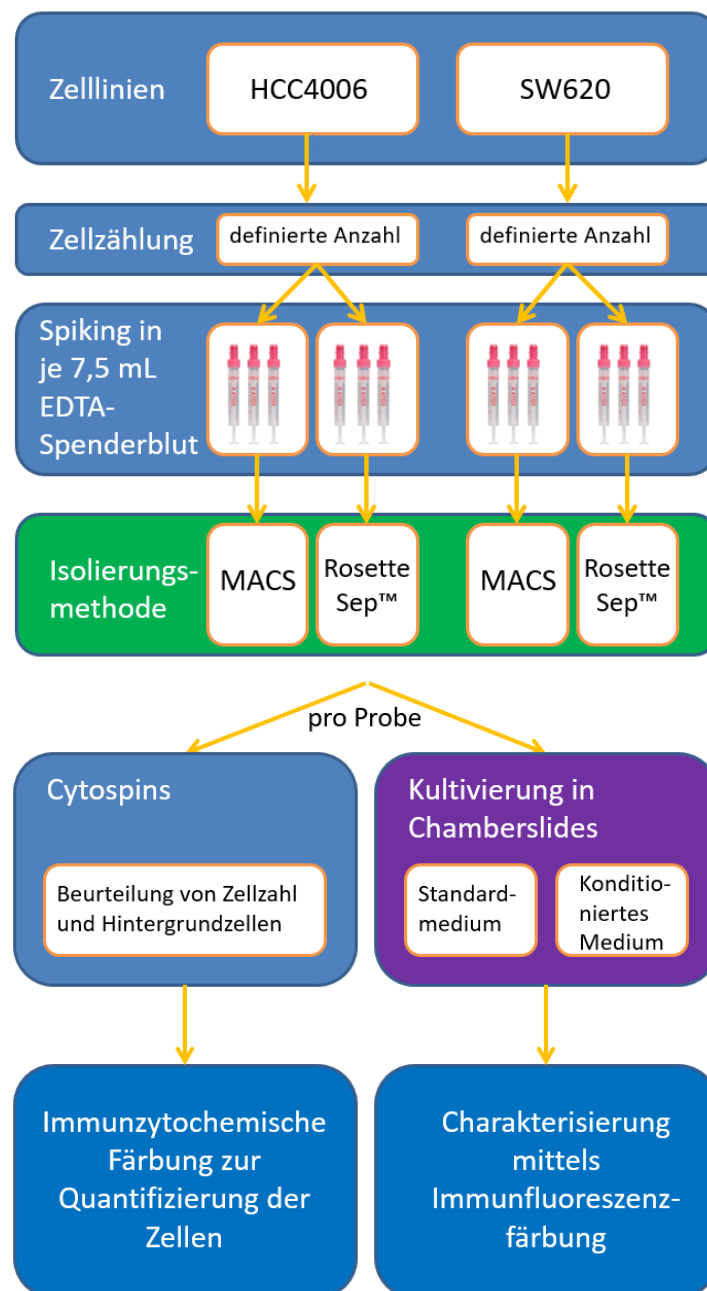 Zelllinien
HCC4006
SW620
Zellzählung
definierte Anzahl
definierte Anzahl
Spiking in
je 7,5 mL
EDTA-
Spenderblut
Isolierungs-
methode
MACS
Rosette
Sep™
MACS
Rosette
Sep™
pro Probe
Cytospins
Beurteilung von Zellzahl
und Hintergrundzellen
Kultivierung in
Chamberslides
Standard-
medium
Konditio-
niertes
Medium
Immunzytochemische
Färbung zur
Quantifizierung der
Zellen
Charakterisierung
mittels
Immunfluoreszenz-
färbung